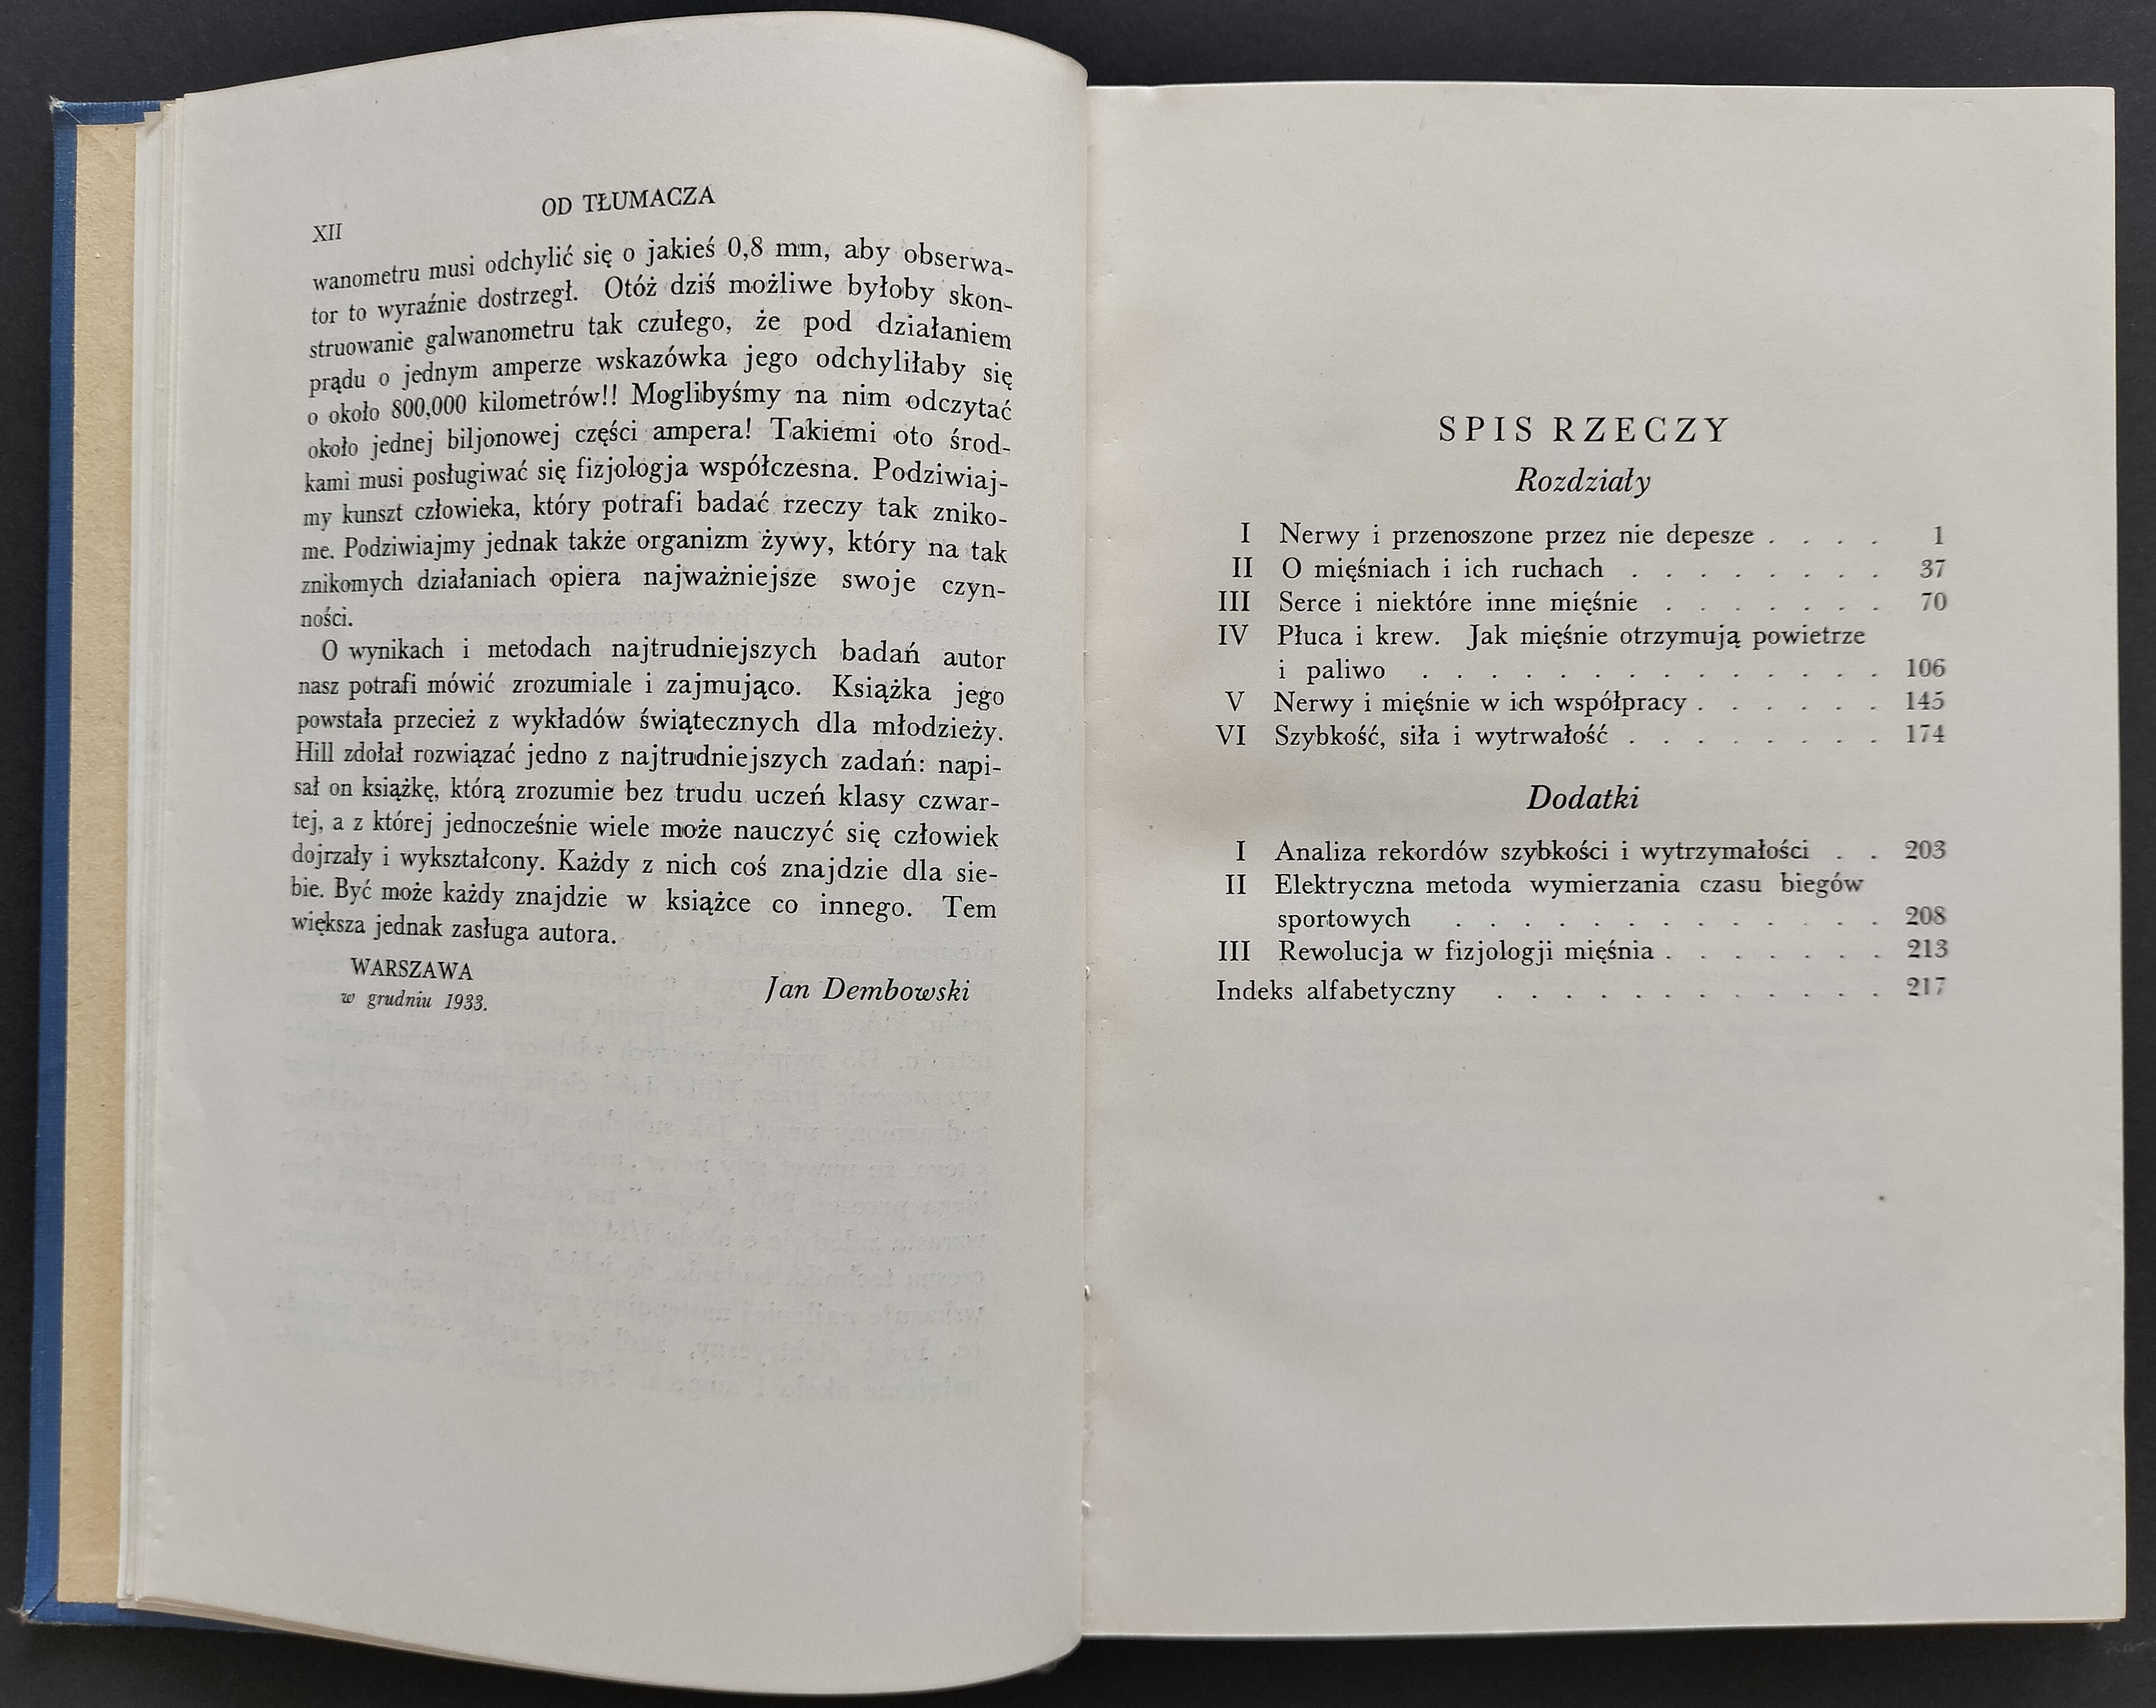 XII
OD TŁUMACZA
wanometru musi odchylić się o jakieś 0,8 mm, aby obserwa-
tor to wyraźnie dostrzegł. Otóż dziś możliwe byłoby skon-
struowanie galwanometru tak czułego, że pod działaniem
prądu o jednym amperze wskazówka jego odchyliłaby się
o około 800,000 kilometrów!! Moglibyśmy na nim odczytać
około jednej biljonowej części ampera! Takiemi oto środ-
kami musi posługiwać się fizjologja współczesna. Podziwiaj-
my kunszt człowieka, który potrafi badać rzeczy tak zniko-
me. Podziwiajmy jednak także organizm żywy, który na tak
znikomych działaniach opiera najważniejsze swoje czyn-
ności.
O wynikach i metodach najtrudniejszych badań autor
nasz potrafi mówić zrozumiale i zajmująco. Książka jego
powstała przecież z wykładów świątecznych dla młodzieży.
Hill zdołał rozwiązać jedno z najtrudniejszych zadań: napi-
sał on książkę, którą zrozumie bez trudu uczeń klasy czwar-
tej, a z której jednocześnie wiele może nauczyć się człowiek
dojrzały i wykształcony. Każdy z nich coś znajdzie dla sie-
bie. Być może każdy znajdzie w książce co innego. Tem
większa jednak zasługa autora.
WARSZAWA
w grudniu 1933.
Jan Dembowski
SPIS RZECZY
Rozdziały
I Nerwy i przenoszone przez nie depesze . . . . 1
II O mięśniach i ich ruchach . . . . . . . . 37
III Serce i niektóre inne mięśnie . . . . . . . 70
IV Płuca i krew. Jak mięśnie otrzymują powietrze
i paliwo . . . . . . . . . . . . . . 106
V Nerwy i mięśnie w ich współpracy . . . . . . 145
VI Szybkość, siła i wytrwałość . . . . . . . . 174
Dodatki
I Analiza rekordów szybkości i wytrzymałości . . 203
II Elektryczna metoda wymierzania czasu biegów
sportowych . . . . . . . . . . . . . 208
III Rewolucja w fizjologji mięśnia . . . . . . . 213
Indeks alfabetyczny . . . . . . . . . . . . 217